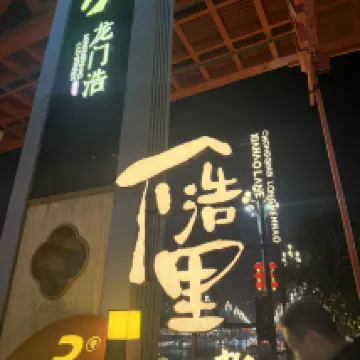 龙门浩
下浩里
CHONGQING LONGMENHAO
XIAHAO LANE